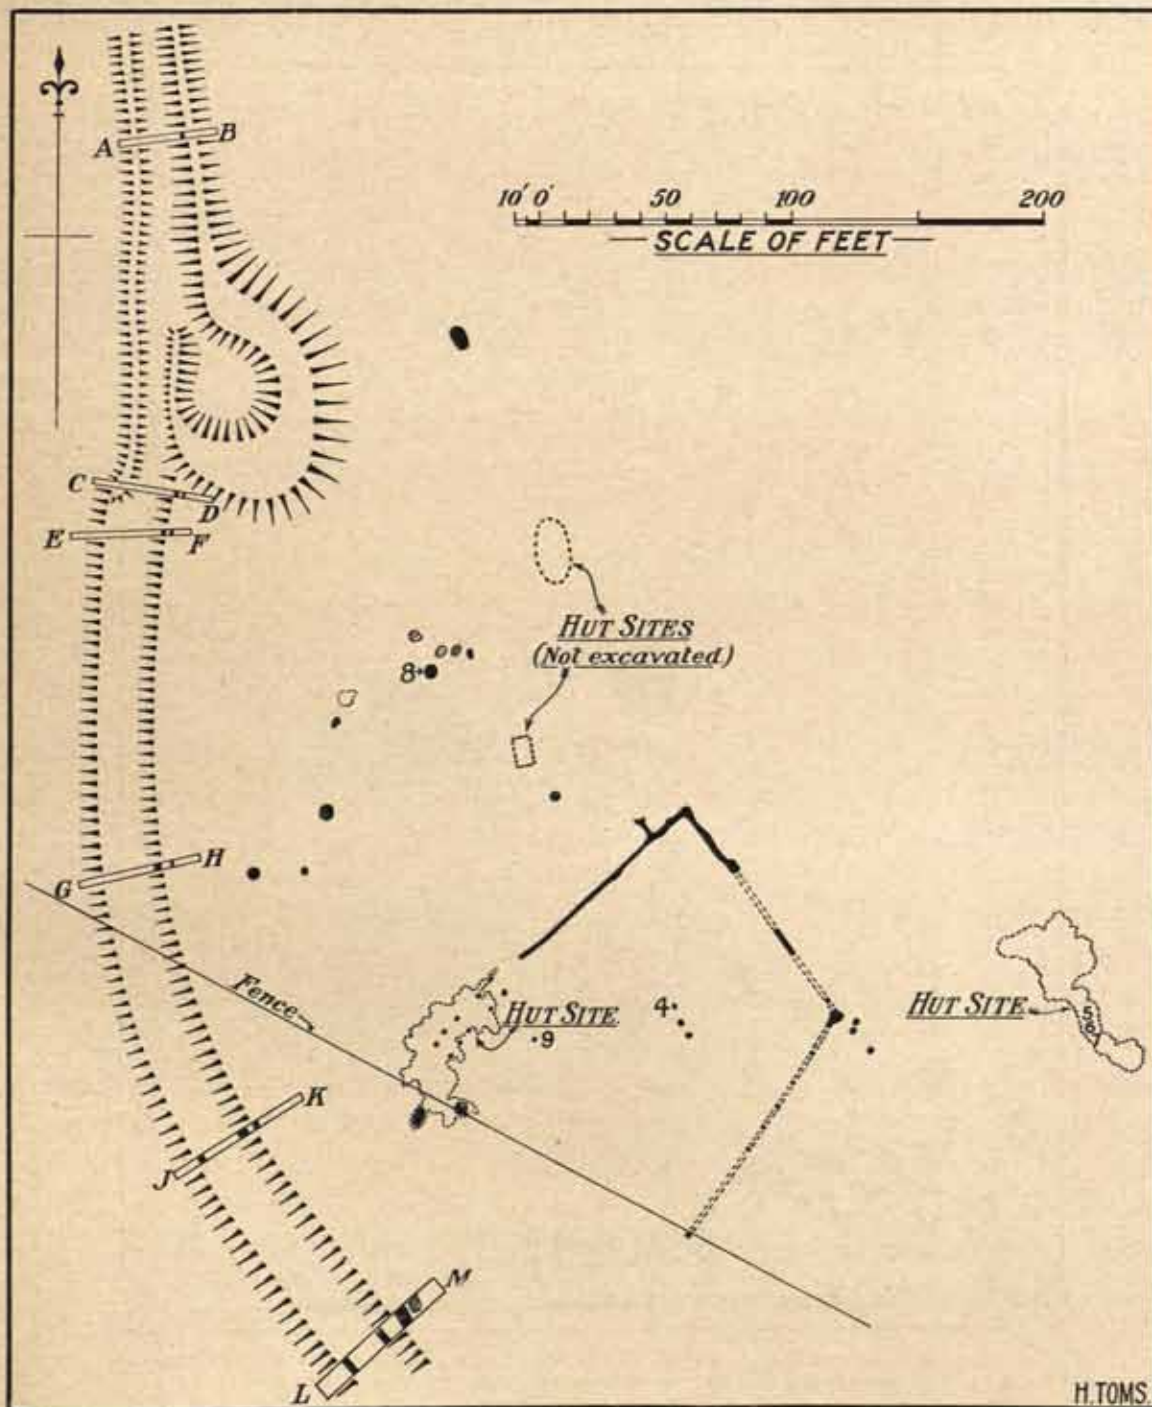 A B
10' 0' 50 100 200
SCALE OF FEET
C
D
E F
HUT SITES
(Not excavated)
8
H
G
Fence
HUT SITE
9
4
HUT SITE
5
6
K
J
M
L
H.TOMS.